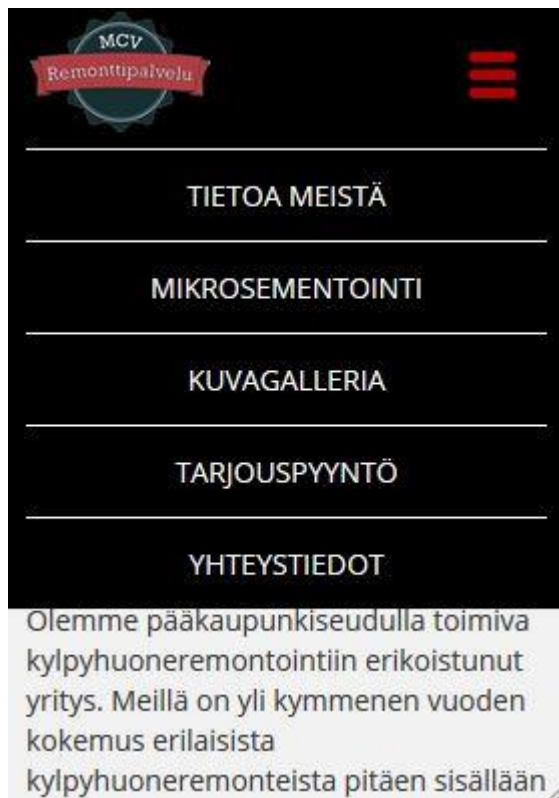 MCV
Remonttipalvelu
TIETOA MEISTÄ
MIKROSEMENTOINTI
KUVAGALLERIA
TARJOUSPYYNTÖ
YHTEYSTIEDOT
Olemme pääkaupunkiseudulla toimiva
kylpyhuoneremontointiin erikoistunut
yritys. Meillä on yli kymmenen vuoden
kokemus erilaisista
kylpyhuoneremonteista pitäen sisällään